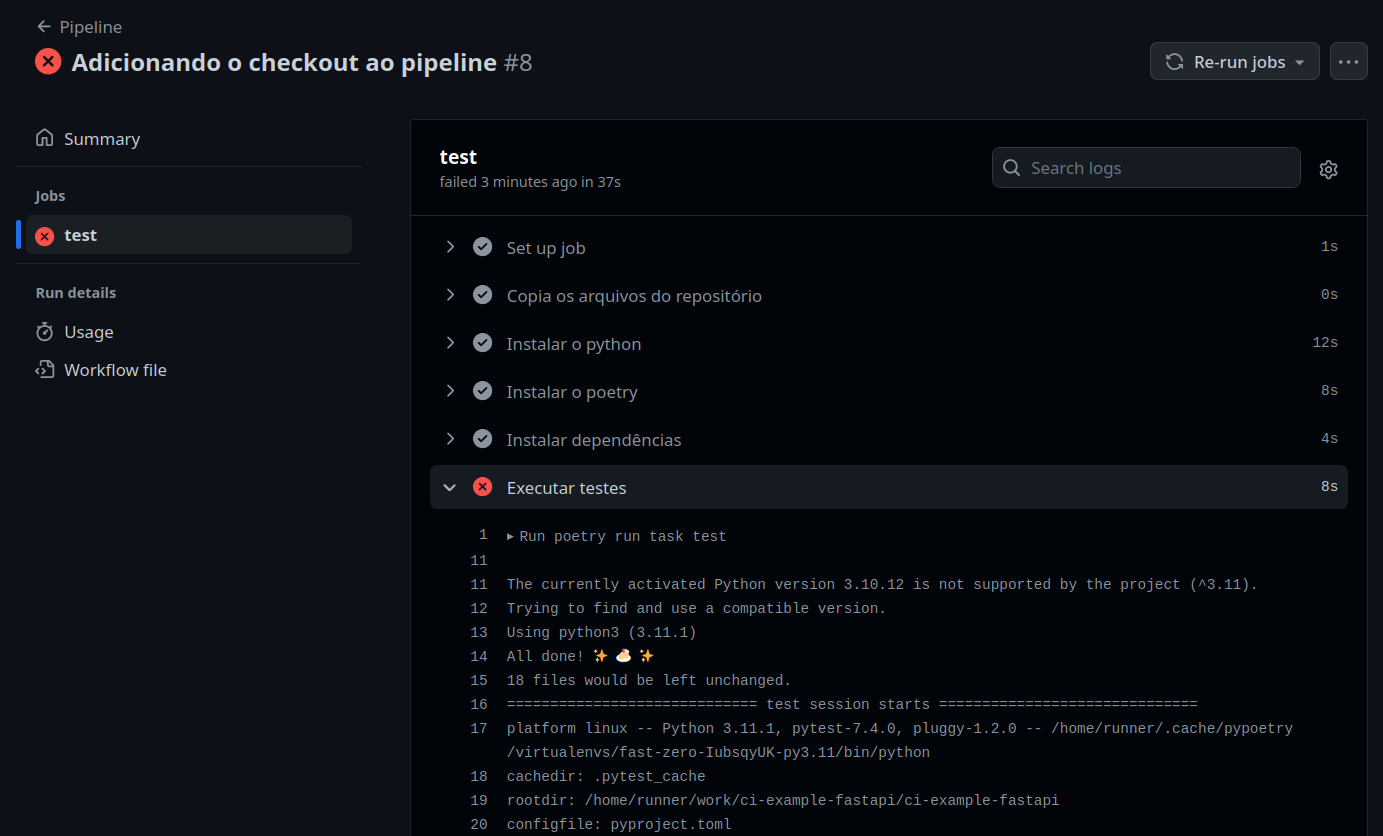 ← Pipeline
Adicionando o checkout ao pipeline #8
Re-run jobs
Summary
Jobs
test
Run details
Usage
Workflow file
test
failed 3 minutes ago in 37s
Search logs
Set up job 1s
Copia os arquivos do repositório 0s
Instalar o python 12s
Instalar o poetry 8s
Instalar dependências 4s
Executar testes 8s
1 ▶ Run poetry run task test
11
11 The currently activated Python version 3.10.12 is not supported by the project (^3.11).
12 Trying to find and use a compatible version.
13 Using python3 (3.11.1)
14 All done! ✨ 🍰 ✨
15 18 files would be left unchanged.
16 ============================= test session starts ==============================
17 platform linux -- Python 3.11.1, pytest-7.4.0, pluggy-1.2.0 -- /home/runner/.cache/pypoetry
/virtualenvs/fast-zero-IubsqyUK-py3.11/bin/python
18 cachedir: .pytest_cache
19 rootdir: /home/runner/work/ci-example-fastapi/ci-example-fastapi
20 configfile: pyproject.toml